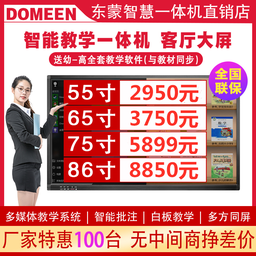 DOMEEN 东蒙智慧一体机直销店
智能教学一体机 客厅大屏
送幼-高全套教学软件(与教材同步)
全国
联保
55寸 2950元
65寸 3750元
75寸 5899元
86寸 8850元
多媒体教学系统 智能批注 白板教学 多方同屏
厂家特惠100台 无中间商挣差价